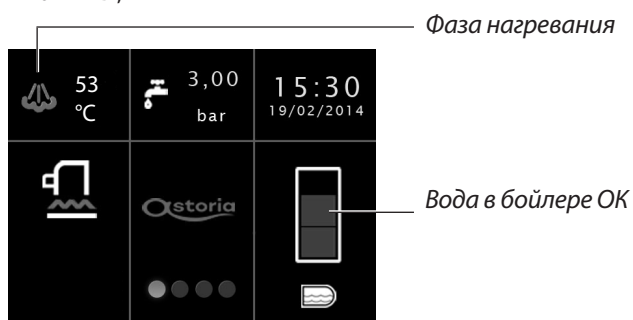 Фаза нагревания
53
°C
3,00
bar
15:30
19/02/2014
astoria
Вода в бойлере ОК